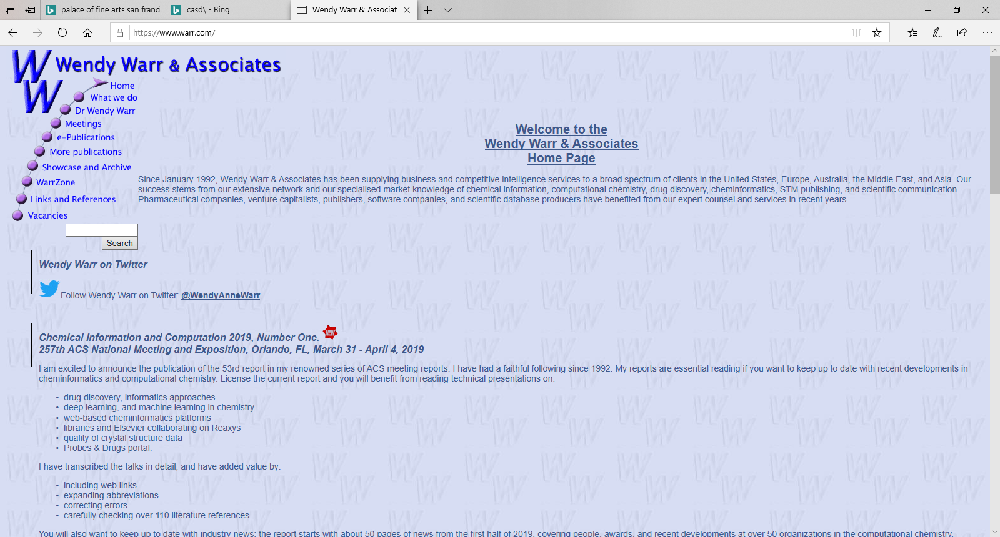 palace of fine arts san franci
casd\ - Bing
Wendy Warr & Associat
https://www.warr.com/
Wendy Warr & Associates
Home
What we do
Dr Wendy Warr
Meetings
e-Publications
More publications
Showcase and Archive
WarrZone
Links and References
Vacancies
Search
Welcome to the
Wendy Warr & Associates
Home Page
Since January 1992, Wendy Warr & Associates has been supplying business and competitive intelligence services to a broad spectrum of clients in the United States, Europe, Australia, the Middle East, and Asia. Our
success stems from our extensive network and our specialised market knowledge of chemical information, computational chemistry, drug discovery, cheminformatics, STM publishing, and scientific communication.
Pharmaceutical companies, venture capitalists, publishers, software companies, and scientific database producers have benefited from our expert counsel and services in recent years.
Wendy Warr on Twitter
Follow Wendy Warr on Twitter: @WendyAnneWarr
Chemical Information and Computation 2019, Number One. NEW
257th ACS National Meeting and Exposition, Orlando, FL, March 31 - April 4, 2019
I am excited to announce the publication of the 53rd report in my renowned series of ACS meeting reports. I have had a faithful following since 1992. My reports are essential reading if you want to keep up to date with recent developments in
cheminformatics and computational chemistry. License the current report and you will benefit from reading technical presentations on:
• drug discovery, informatics approaches
• deep learning, and machine learning in chemistry
• web-based cheminformatics platforms
• libraries and Elsevier collaborating on Reaxys
• quality of crystal structure data
• Probes & Drugs portal.
I have transcribed the talks in detail, and have added value by:
• including web links
• expanding abbreviations
• correcting errors
• carefully checking over 110 literature references.
You will also want to keep up to date with industry news: the report starts with about 50 pages of news from the first half of 2019, covering people, awards, and recent developments at over 50 organizations in the computational chemistry,